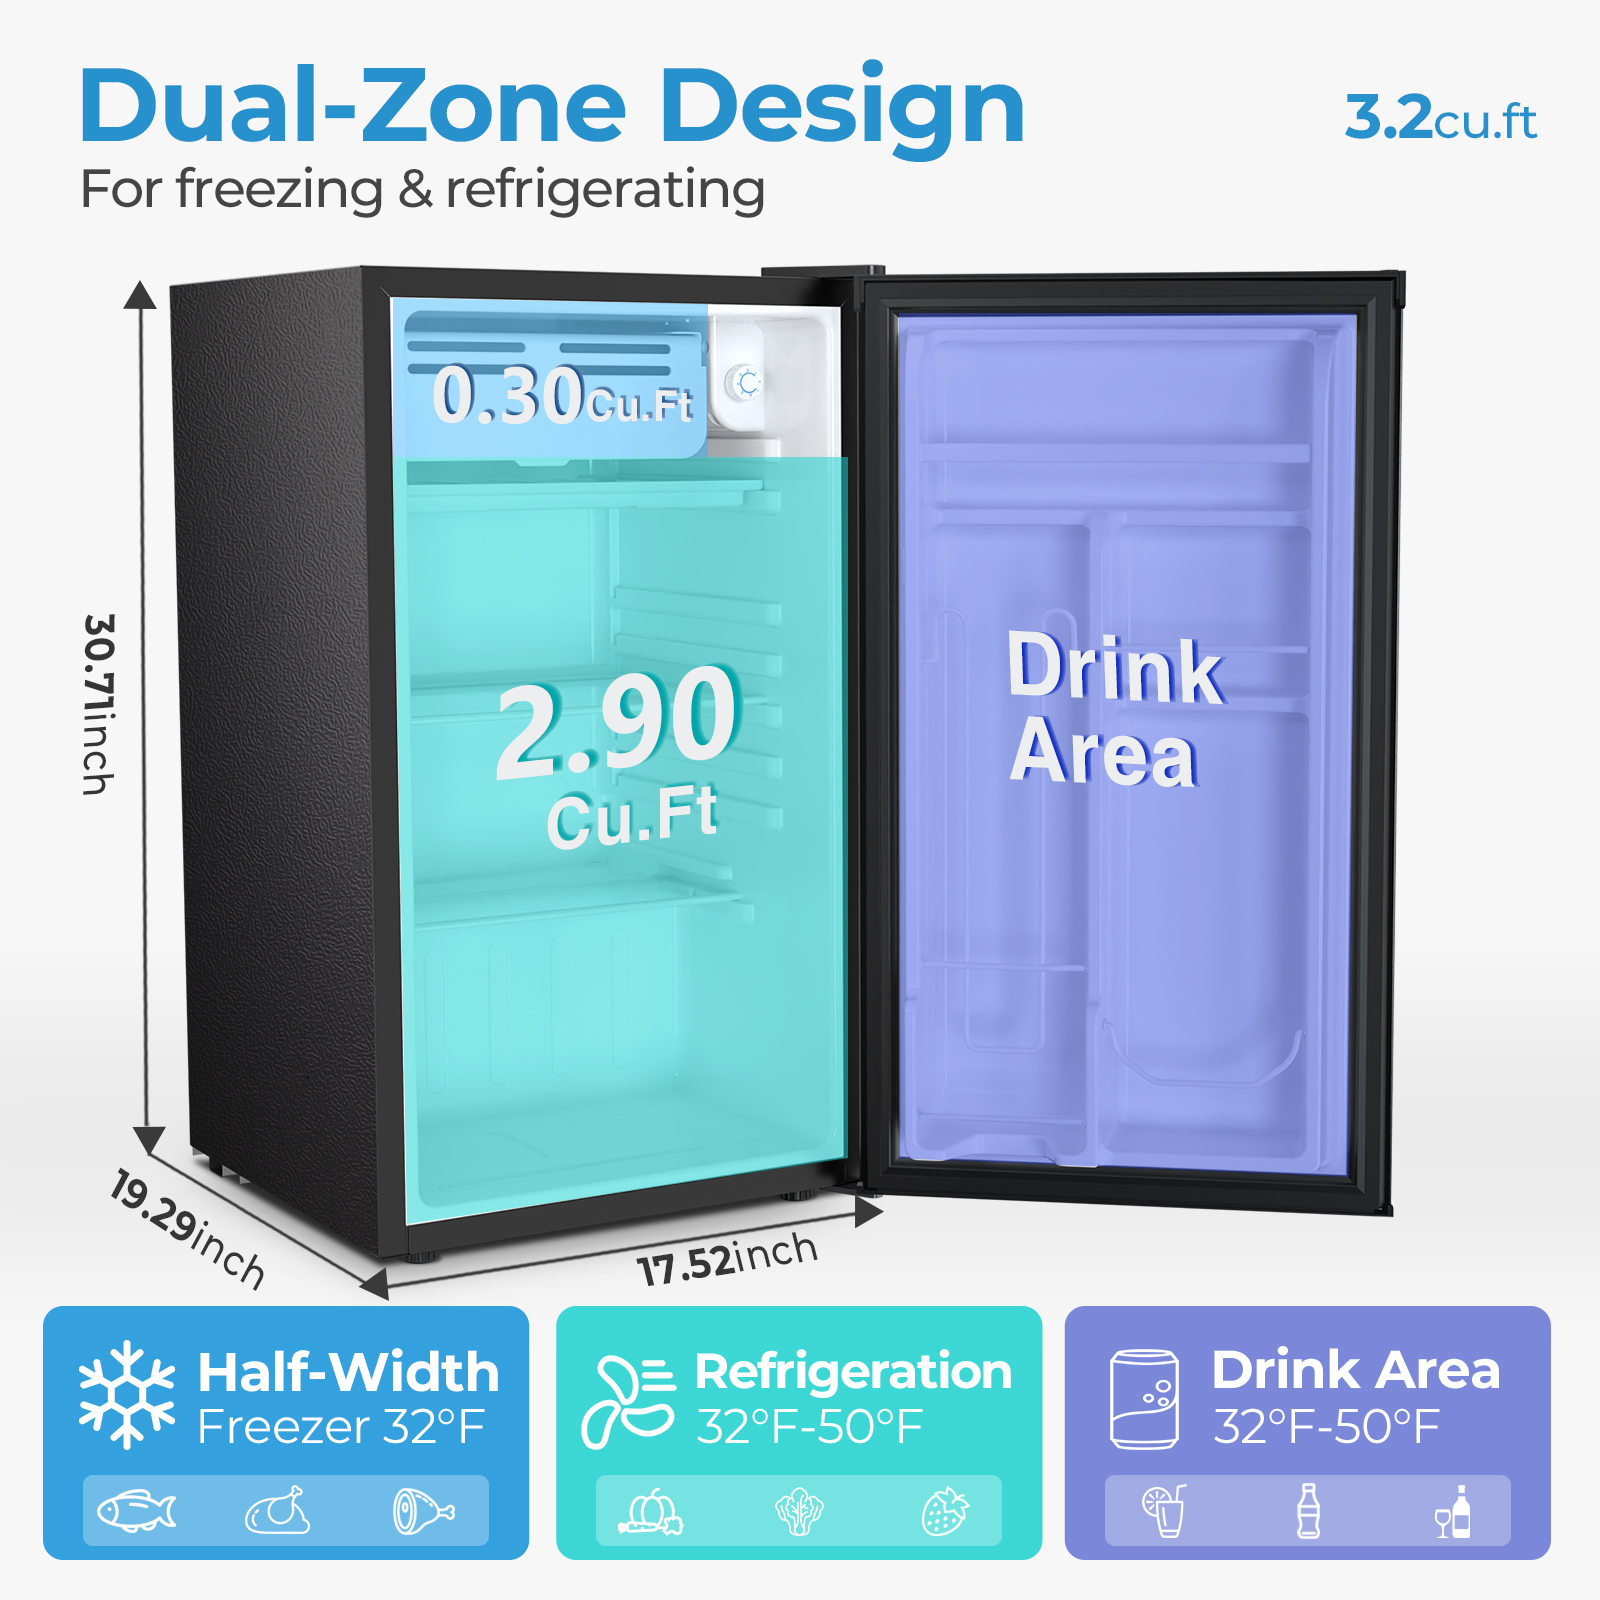 Dual-Zone Design
For freezing & refrigerating
3.2cu.ft
0.30Cu.Ft
2.90
Cu.Ft
Drink
Area
30.71inch
19.29inch
17.52inch
Half-Width
Freezer 32°F
Refrigeration
32°F-50°F
Drink Area
32°F-50°F